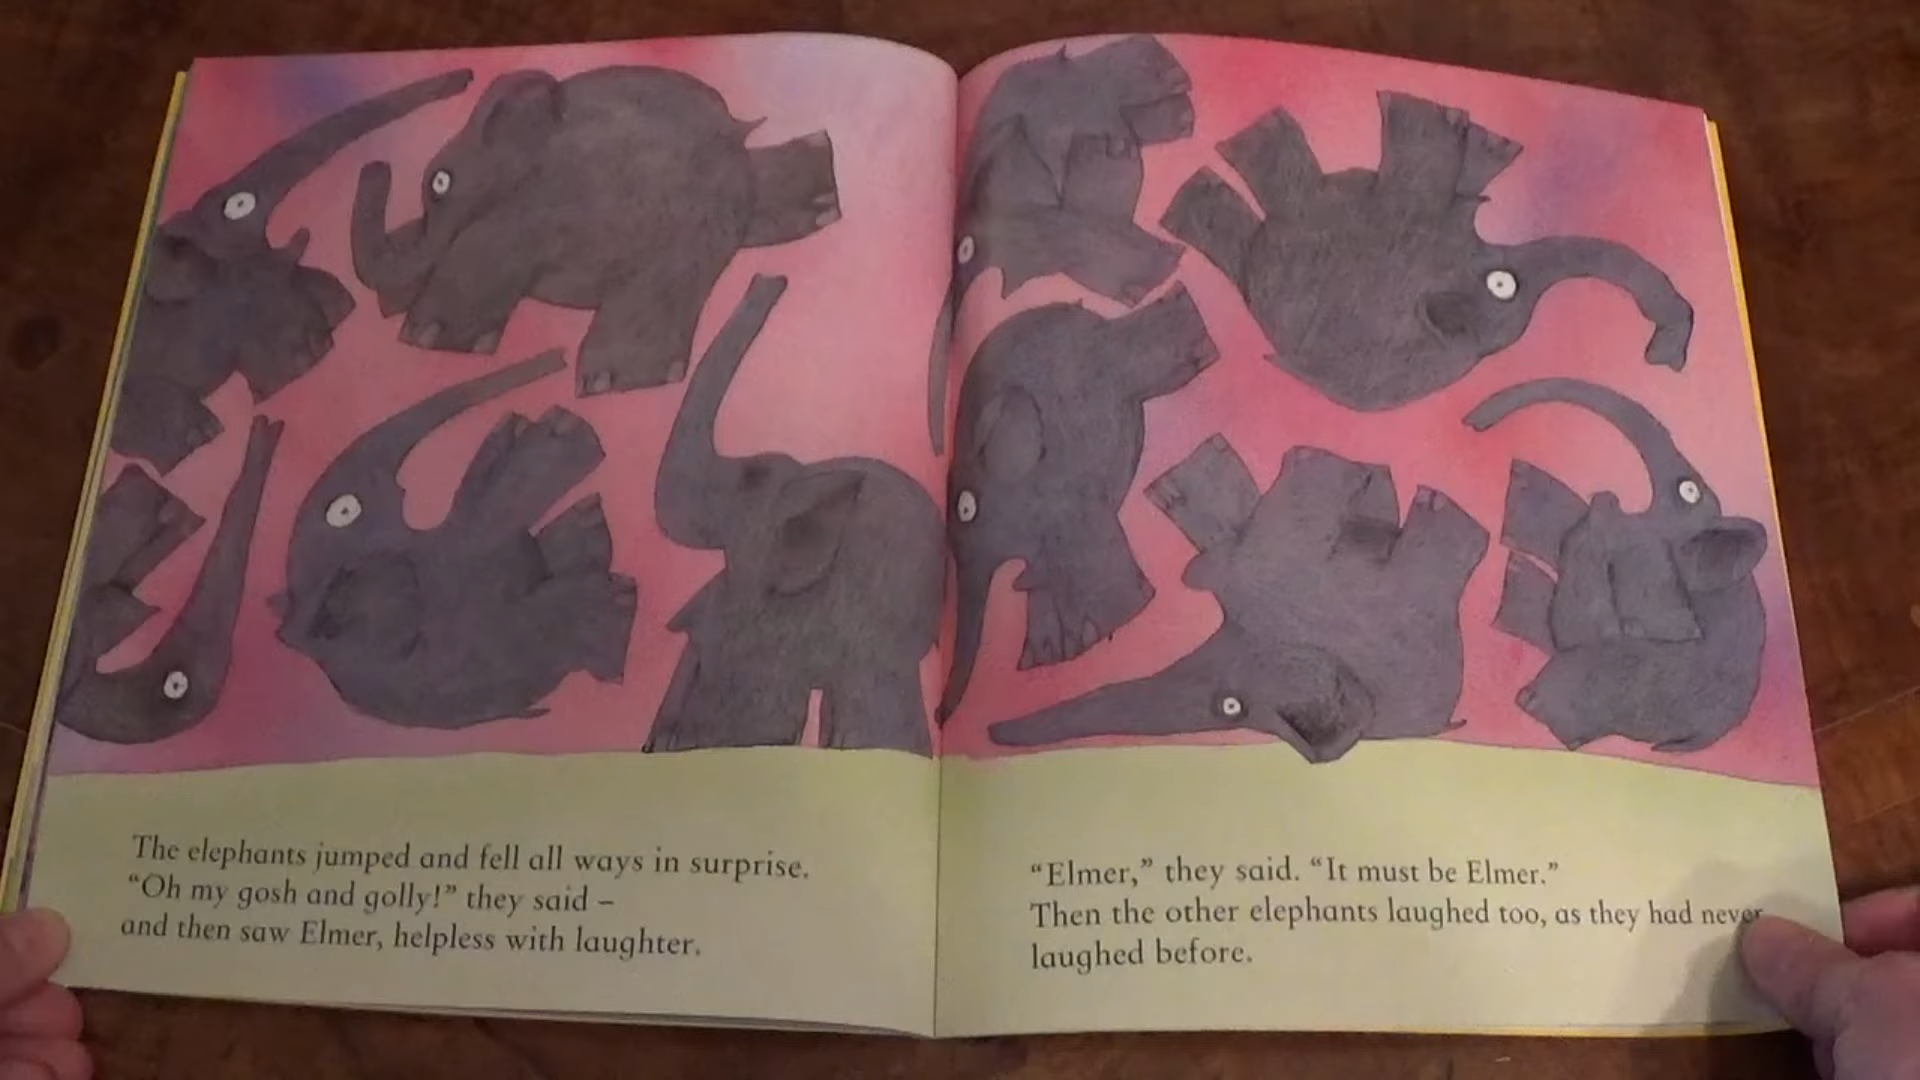 The elephants jumped and fell all ways in surprise.
“Oh my gosh and golly!” they said –
and then saw Elmer, helpless with laughter.
“Elmer,” they said. “It must be Elmer.”
Then the other elephants laughed too, as they had never
laughed before.